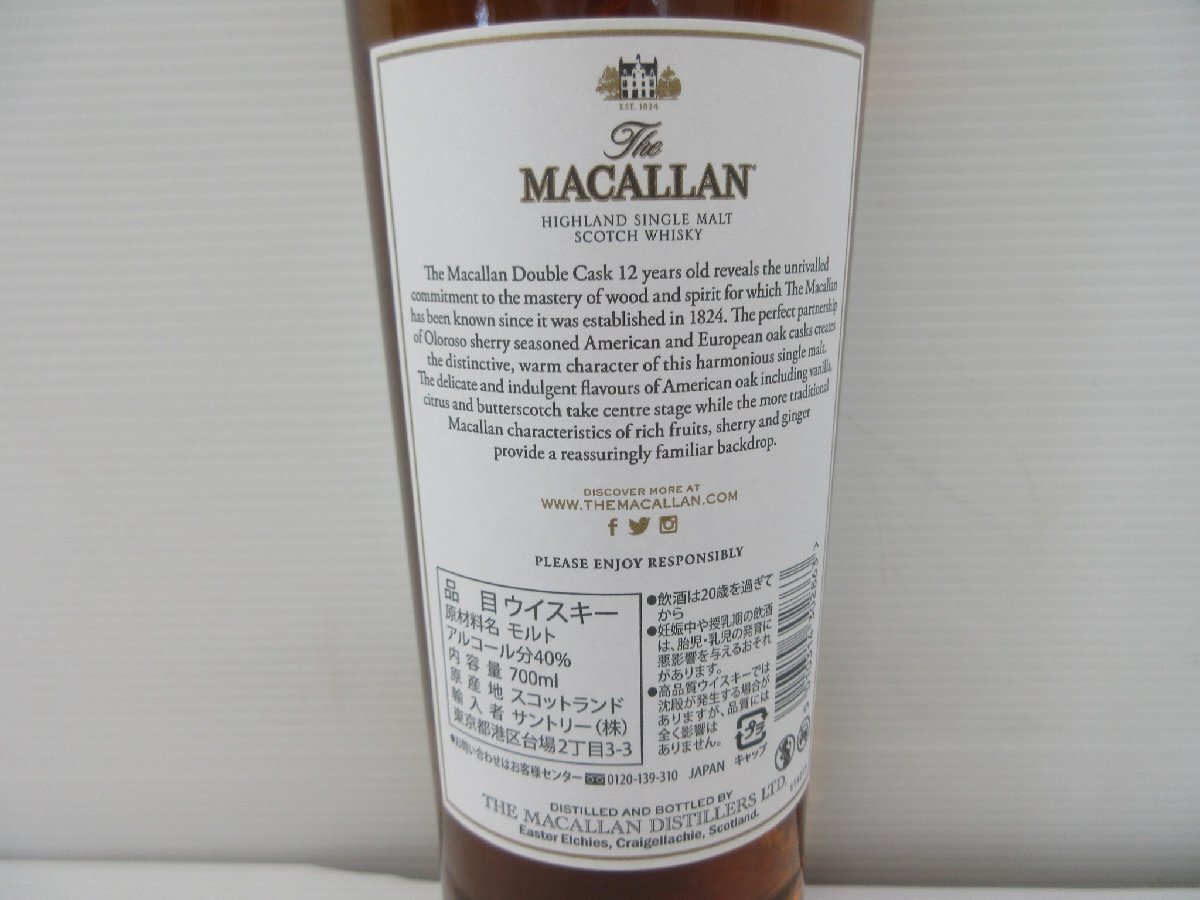 EST. 1824
The
MACALLAN
HIGHLAND SINGLE MALT
SCOTCH WHISKY
The Macallan Double Cask 12 years old reveals the unrivalled
commitment to the mastery of wood and spirit for which The Macallan
has been known since it was established in 1824. The perfect partnership
of Oloroso sherry seasoned American and European oak casks creates
the distinctive, warm character of this harmonious single malt.
The delicate and indulgent flavours of American oak including vanilla,
citrus and butterscotch take centre stage while the more traditional
Macallan characteristics of rich fruits, sherry and ginger
provide a reassuringly familiar backdrop.
DISCOVER MORE AT
WWW.THEMACALLAN.COM
PLEASE ENJOY RESPONSIBLY
品 目 ウイスキー
原材料名 モルト
アルコール分40%
内容量 700ml
原産地 スコットランド
輸入者 サントリー(株)
東京都港区台場2丁目3-3
●お問い合わせはお客様センター 0120-139-310 JAPAN
●飲酒は20歳を過ぎて
から
●妊娠中や授乳期の飲酒
は、胎児・乳児の発育に
悪影響を与えるおそれ
があります。
●高品質ウイスキーでは
沈殿が発生する場合が
ありますが、品質には
全く影響は
ありません。
プラ
キャップ
DISTILLED AND BOTTLED BY
THE MACALLAN DISTILLERS LTD.
Easter Elchies, Craigellachie, Scotland.